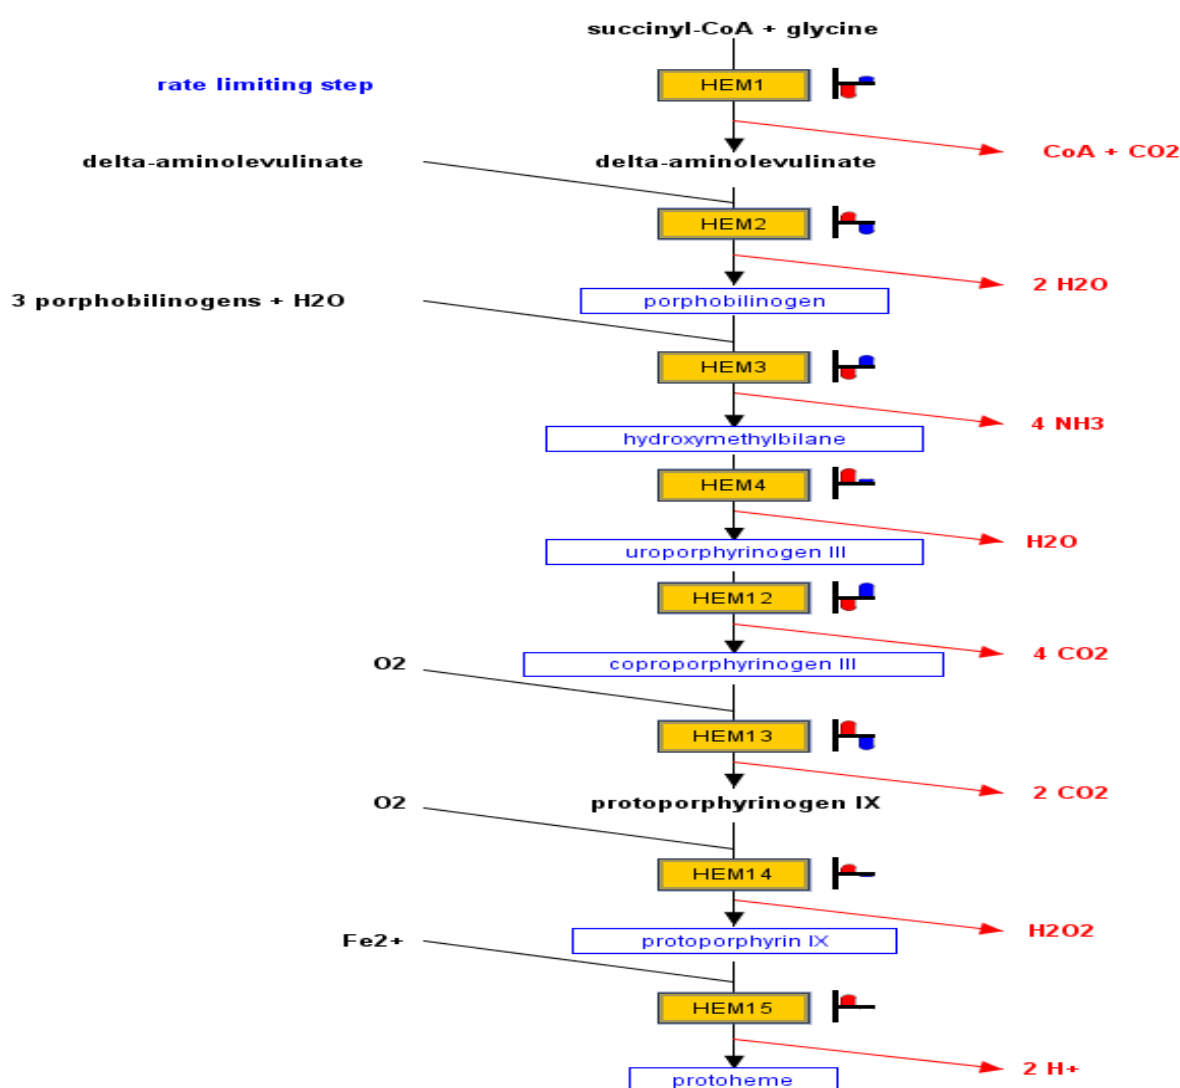 succinyl-CoA + glycine
rate limiting step
HEM1
CoA + CO2
delta-aminolevulinate
delta-aminolevulinate
HEM2
2 H2O
3 porphobilinogens + H2O
porphobilinogen
HEM3
4 NH3
hydroxymethylbilane
HEM4
H2O
uroporphyrinogen III
HEM12
4 CO2
O2
coproporphyrinogen III
HEM13
2 CO2
O2
protoporphyrinogen IX
HEM14
H2O2
Fe2+
protoporphyrin IX
HEM15
2 H+
protoheme